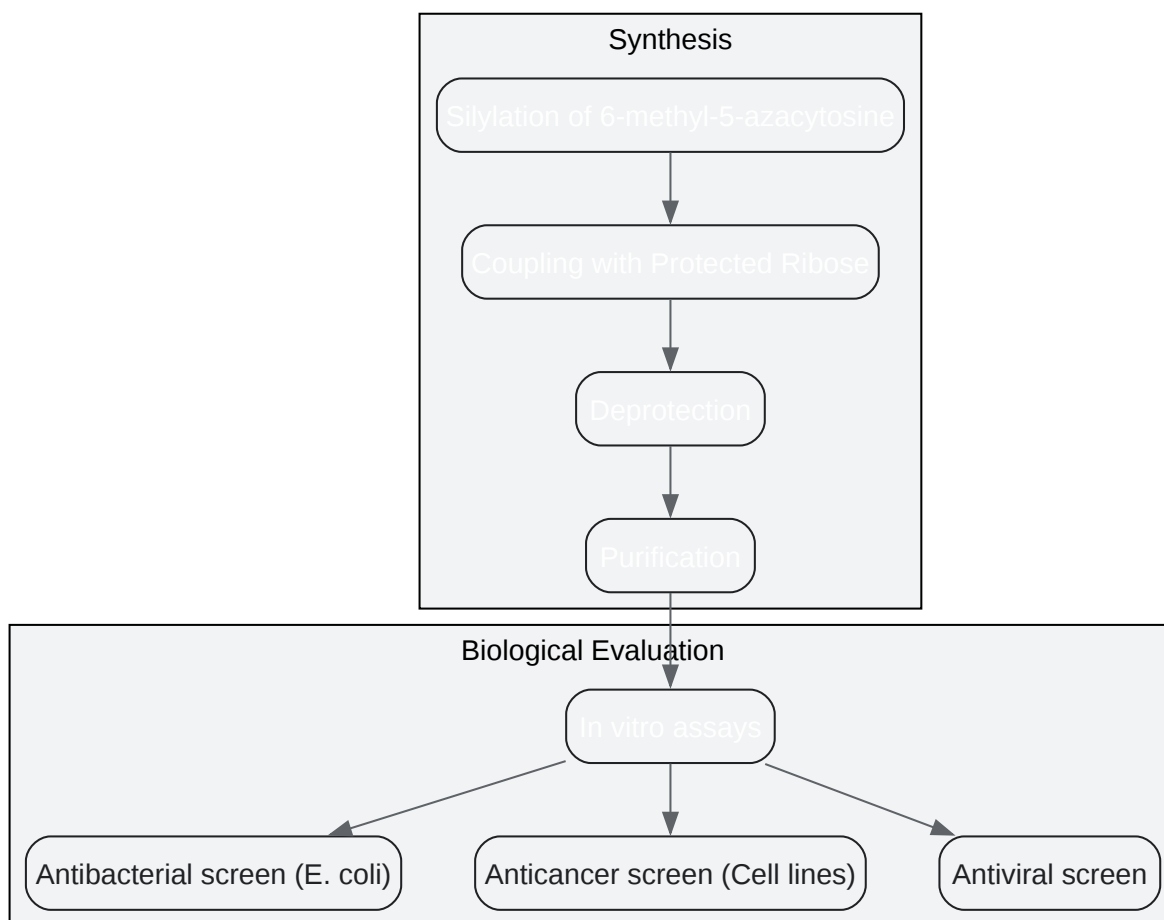 Synthesis
Silylation of 6-methyl-5-azacytosine
Coupling with Protected Ribose
Deprotection
Purification
Biological Evaluation
In vitro assays
Antibacterial screen (E. coli)
Anticancer screen (Cell lines)
Antiviral screen